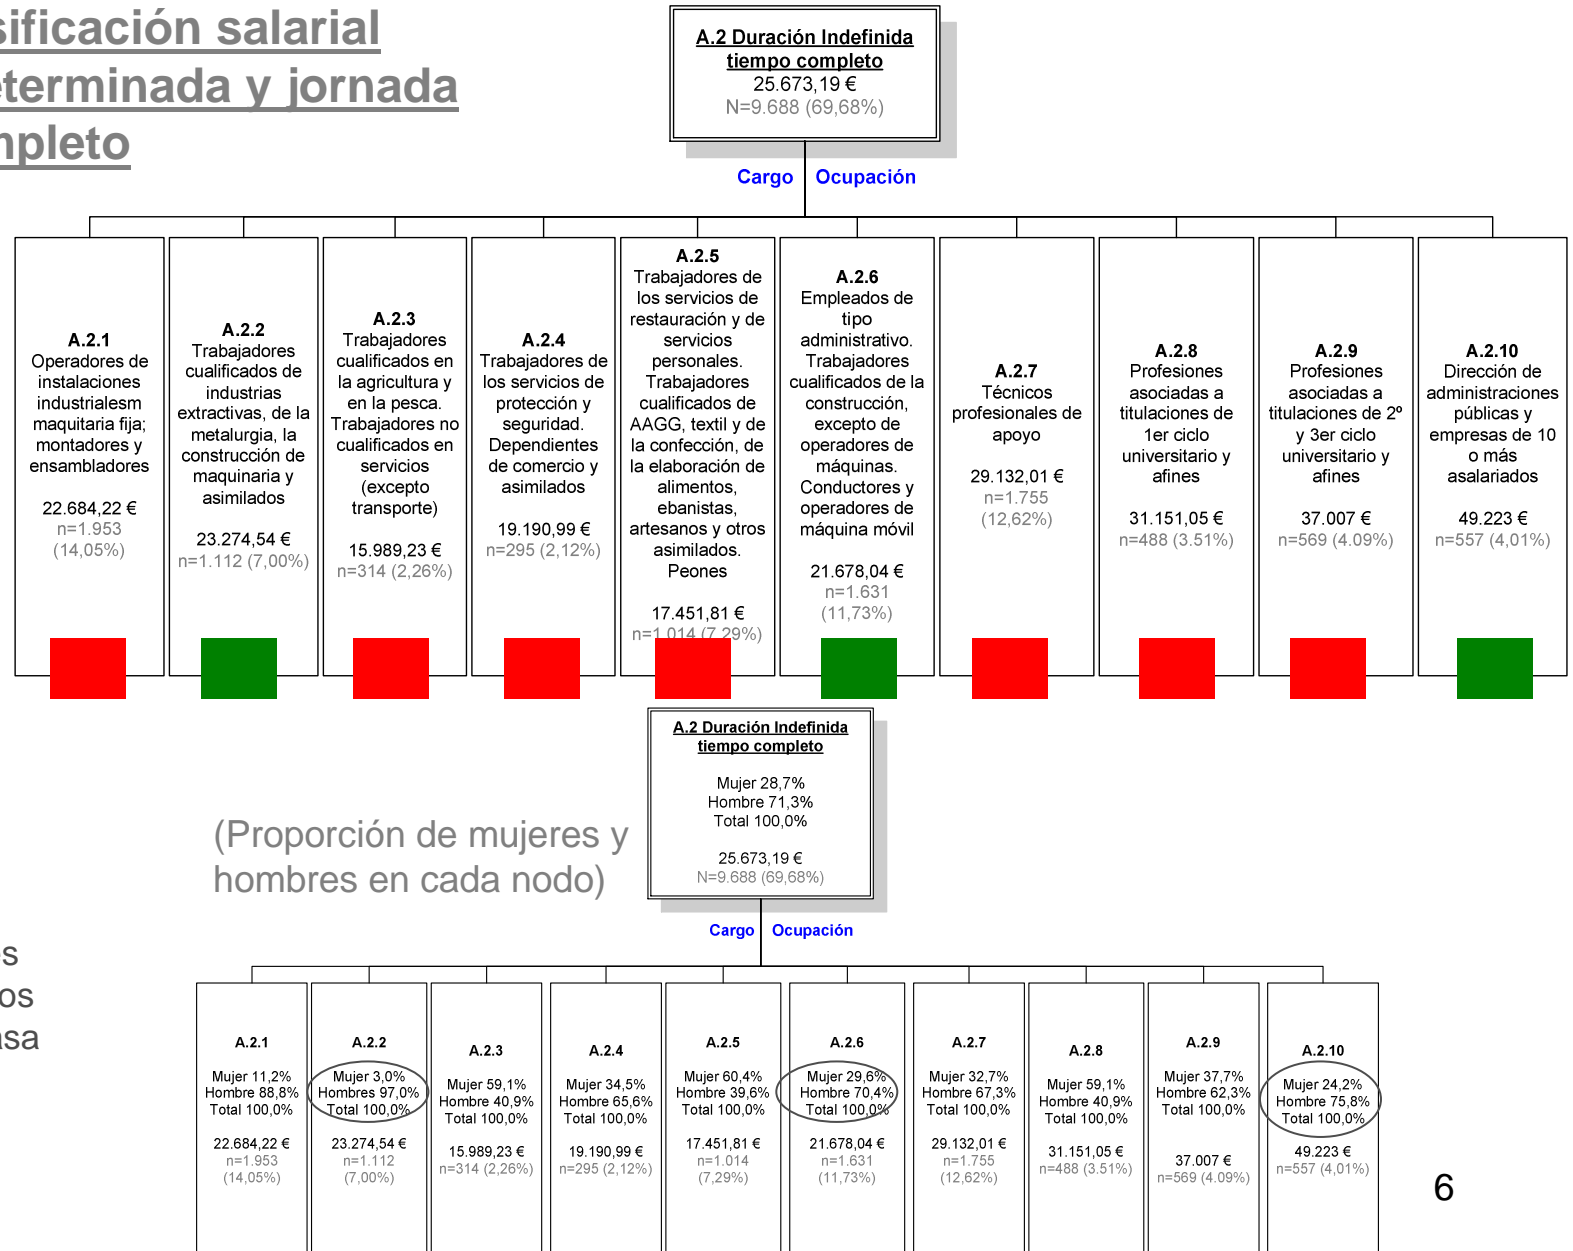 sificación salarial
eterminada y jornada
mpleto
A.2 Duración Indefinida
tiempo completo
25.673,19 €
N=9.688 (69,68%)
Cargo Ocupación
A.2.1
Operadores de
instalaciones
industrialesm
maquitaria fija;
montadores y
ensambladores
22.684,22 €
n=1.953
(14,05%)
A.2.2
Trabajadores
cualificados de
industrias
extractivas, de la
metalurgia, la
construcción de
maquinaria y
asimilados
23.274,54 €
n=1.112 (7,00%)
A.2.3
Trabajadores
cualificados en
la agricultura y
en la pesca.
Trabajadores no
cualificados en
servicios
(excepto
transporte)
15.989,23 €
n=314 (2,26%)
A.2.4
Trabajadores de
los servicios de
protección y
seguridad.
Dependientes
de comercio y
asimilados
19.190,99 €
n=295 (2,12%)
A.2.5
Trabajadores de
los servicios de
restauración y de
servicios
personales.
Trabajadores
cualificados de
AAGG, textil y de
la confección, de
la elaboración de
alimentos,
ebanistas,
artesanos y otros
asimilados.
Peones
17.451,81 €
n=1.014 (7,29%)
A.2.6
Empleados de
tipo
administrativo.
Trabajadores
cualificados de la
construcción,
excepto de
operadores de
máquinas.
Conductores y
operadores de
máquina móvil
21.678,04 €
n=1.631
(11,73%)
A.2.7
Técnicos
profesionales de
apoyo
29.132,01 €
n=1.755
(12,62%)
A.2.8
Profesiones
asociadas a
titulaciones de
1er ciclo
universitario y
afines
31.151,05 €
n=488 (3.51%)
A.2.9
Profesiones
asociadas a
titulaciones de 2º
y 3er ciclo
universitario y
afines
37.007 €
n=569 (4.09%)
A.2.10
Dirección de
administraciones
públicas y
empresas de 10
o más
asalariados
49.223 €
n=557 (4,01%)
A.2 Duración Indefinida
tiempo completo
Mujer 28,7%
Hombre 71,3%
Total 100,0%
25.673,19 €
N=9.688 (69,68%)
(Proporción de mujeres y
hombres en cada nodo)
Cargo Ocupación
s
os
asa
A.2.1
Mujer 11,2%
Hombre 88,8%
Total 100,0%
22.684,22 €
n=1.953
(14,05%)
A.2.2
Mujer 3,0%
Hombres 97,0%
Total 100,0%
23.274,54 €
n=1.112
(7,00%)
A.2.3
Mujer 59,1%
Hombre 40,9%
Total 100,0%
15.989,23 €
n=314 (2,26%)
A.2.4
Mujer 34,5%
Hombre 65,6%
Total 100,0%
19.190,99 €
n=295 (2,12%)
A.2.5
Mujer 60,4%
Hombre 39,6%
Total 100,0%
17.451,81 €
n=1.014
(7,29%)
A.2.6
Mujer 29,6%
Hombre 70,4%
Total 100,0%
21.678,04 €
n=1.631
(11,73%)
A.2.7
Mujer 32,7%
Hombre 67,3%
Total 100,0%
29.132,01 €
n=1.755
(12,62%)
A.2.8
Mujer 59,1%
Hombre 40,9%
Total 100,0%
31.151,05 €
n=488 (3.51%)
A.2.9
Mujer 37,7%
Hombre 62,3%
Total 100,0%
37.007 €
n=569 (4.09%)
A.2.10
Mujer 24,2%
Hombre 75,8%
Total 100,0%
49.223 €
n=557 (4,01%)
6